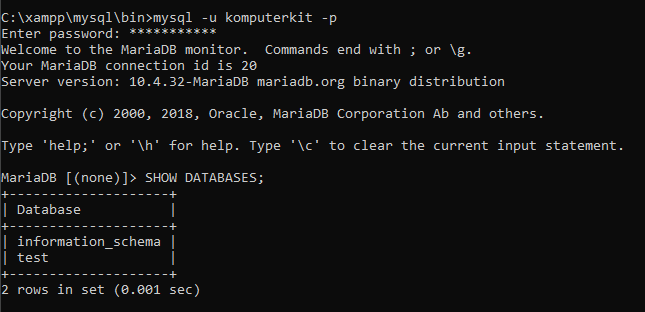 C:\xampp\mysql\bin>mysql -u komputerkit -p
Enter password: ***********
Welcome to the MariaDB monitor.  Commands end with ; or \g.
Your MariaDB connection id is 20
Server version: 10.4.32-MariaDB mariadb.org binary distribution

Copyright (c) 2000, 2018, Oracle, MariaDB Corporation Ab and others.

Type 'help;' or '\h' for help. Type '\c' to clear the current input statement.

MariaDB [(none)]> SHOW DATABASES;
+--------------------+
| Database           |
+--------------------+
| information_schema |
| test               |
+--------------------+
2 rows in set (0.001 sec)